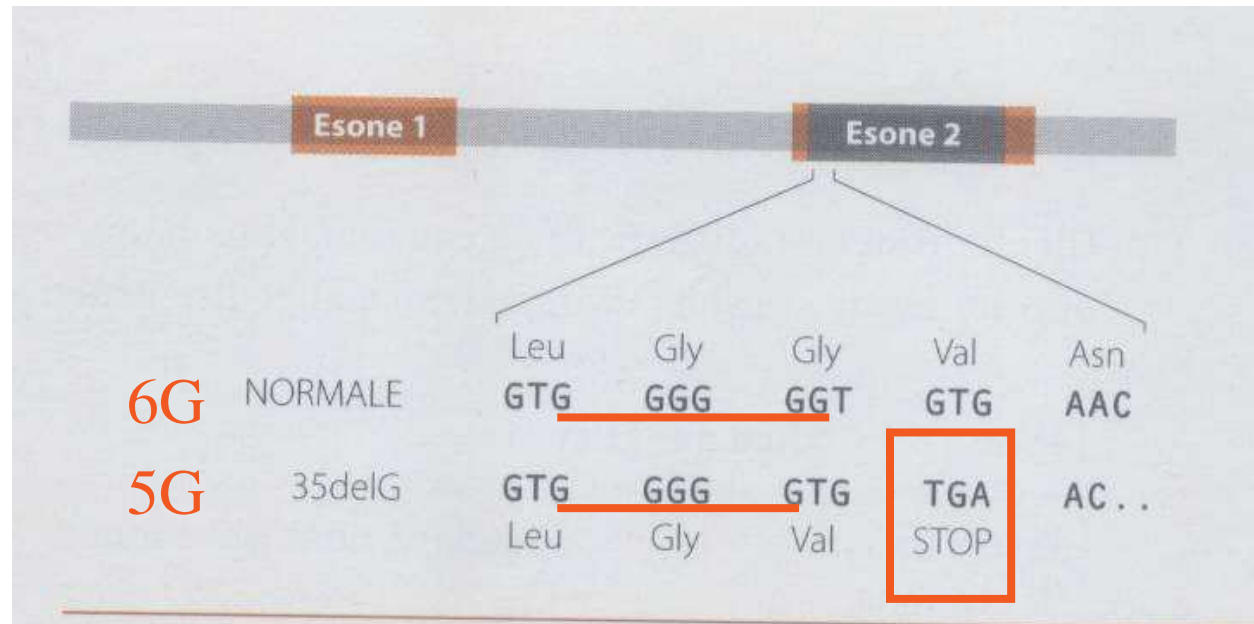 Esone 1 Esone 2
Leu Gly Gly Val Asn
6G NORMALE GTG GGG GGT GTG AAC
5G 35delG GTG GGG GTG TGA AC..
Leu Gly Val STOP